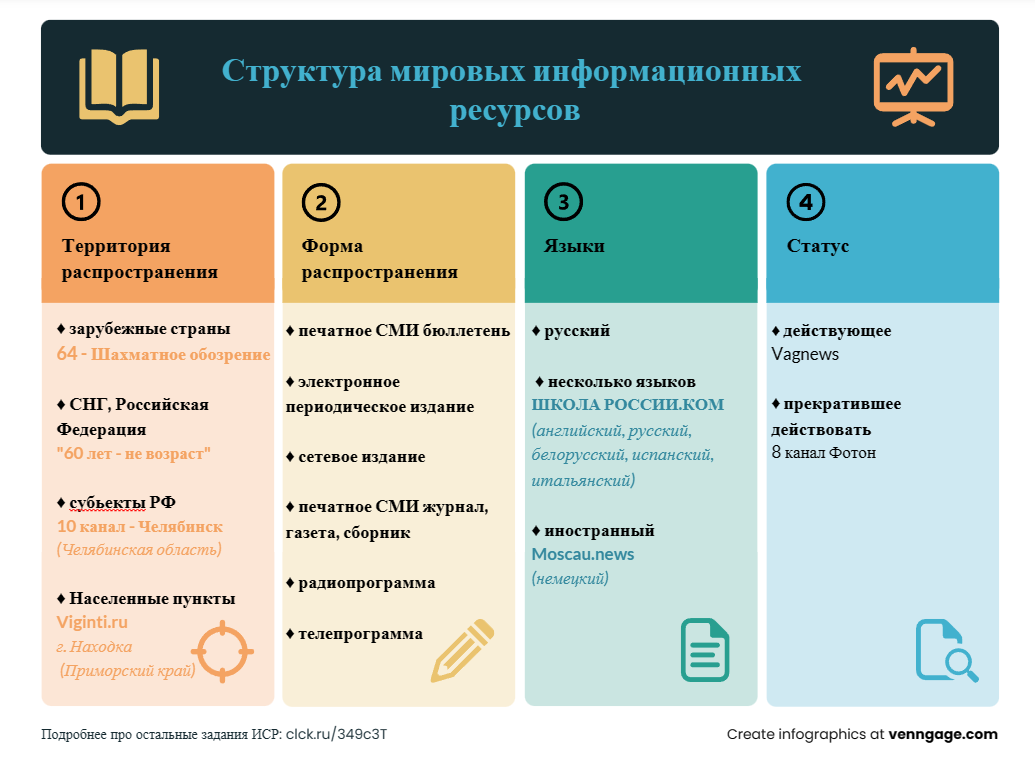 Структура мировых информационных
ресурсов
1
Территория
распространения
♦ зарубежные страны
64 - Шахматное обозрение
♦ СНГ, Российская
Федерация
"60 лет - не возраст"
♦ субьекты РФ
10 канал - Челябинск
(Челябинская область)
♦ Населенные пункты
Viginti.ru
г. Находка
(Приморский край)
2
Форма
распространения
♦ печатное СМИ бюллетень
♦ электронное
периодическое издание
♦ сетевое издание
♦ печатное СМИ журнал,
газета, сборник
♦ радиопрограмма
♦ телепрограмма
3
Языки
♦ русский
♦ несколько языков
ШКОЛА РОССИИ.КОМ
(английский, русский,
белорусский, испанский,
итальянский)
♦ иностранный
Moscau.news
(немецкий)
4
Статус
♦ действующее
Vagnews
♦ прекратившее
действовать
8 канал Фотон
Подробнее про остальные задания ИСР: clck.ru/349c3T
Create infographics at venngage.com